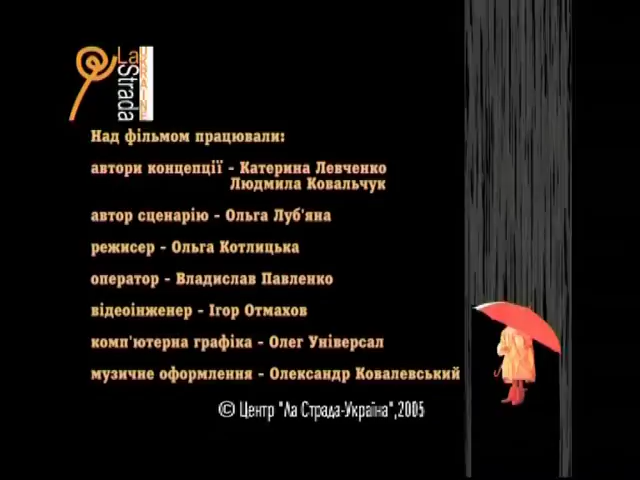 La
Strada
UKRAINE
Над фільмом працювали:
автори концепції - Катерина Левченко
Людмила Ковальчук
автор сценарію - Ольга Луб'яна
режисер - Ольга Котлицька
оператор - Владислав Павленко
відеоінженер - Ігор Отмахов
комп'ютерна графіка - Олег Універсал
музичне оформлення - Олександр Ковалевський
© Центр "Ла Страда-Україна",2005